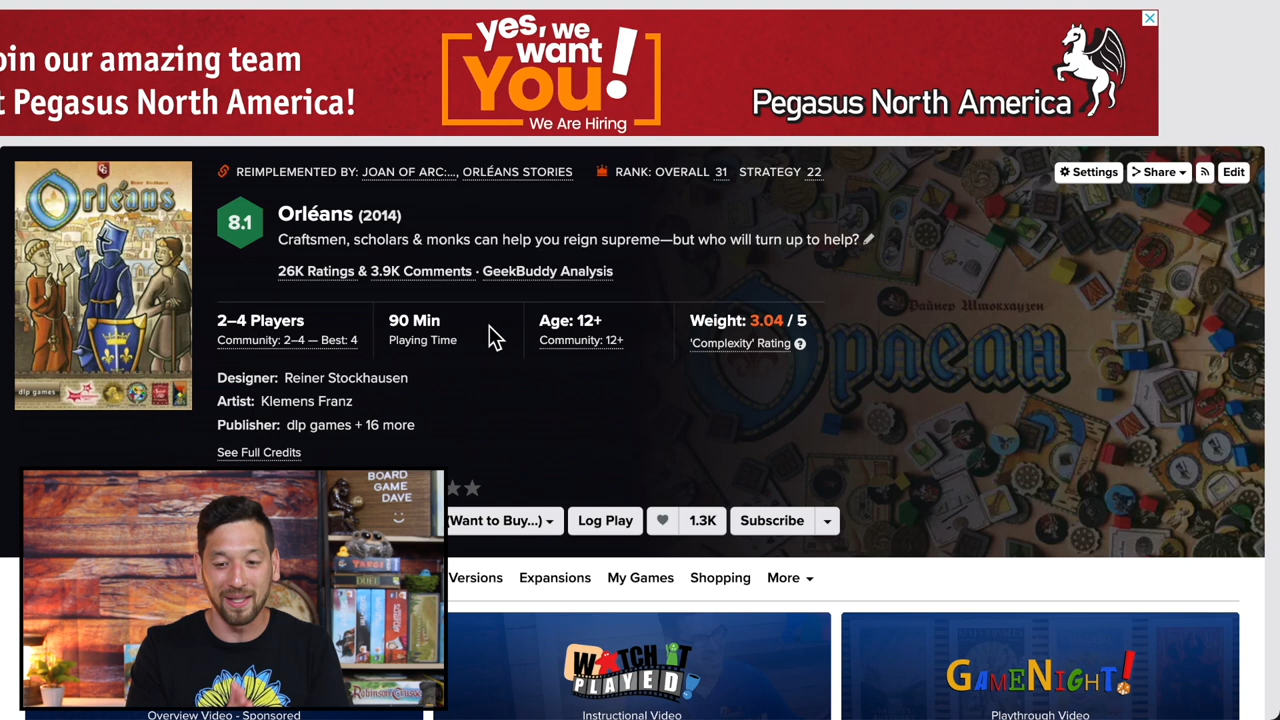 oin our amazing team
t Pegasus North America!
yes, we
want
You!
We Are Hiring
Pegasus North America
REIMPLEMENTED BY: JOAN OF ARC:..., ORLÉANS STORIES
RANK: OVERALL 31 STRATEGY 22
Settings
Share
Edit
Orléans
dlp games
8.1
Orléans (2014)
Craftsmen, scholars & monks can help you reign supreme—but who will turn up to help?
26K Ratings & 3.9K Comments · GeekBuddy Analysis
2–4 Players
Community: 2–4 — Best: 4
90 Min
Playing Time
Age: 12+
Community: 12+
Weight: 3.04 / 5
'Complexity' Rating ?
Designer: Reiner Stockhausen
Artist: Klemens Franz
Publisher: dlp games + 16 more
See Full Credits
Райнер Штокхаузен
Орлеан
BOARD
GAME
DAVE
TARGI
DUEL
Robinson Crusoe
(Want to Buy...)
Log Play
1.3K
Subscribe
Versions
Expansions
My Games
Shopping
More
WATCH IT
PLAYED
GAMENIGHT!
Overview Video - Sponsored
Instructional Video
Playthrough Video